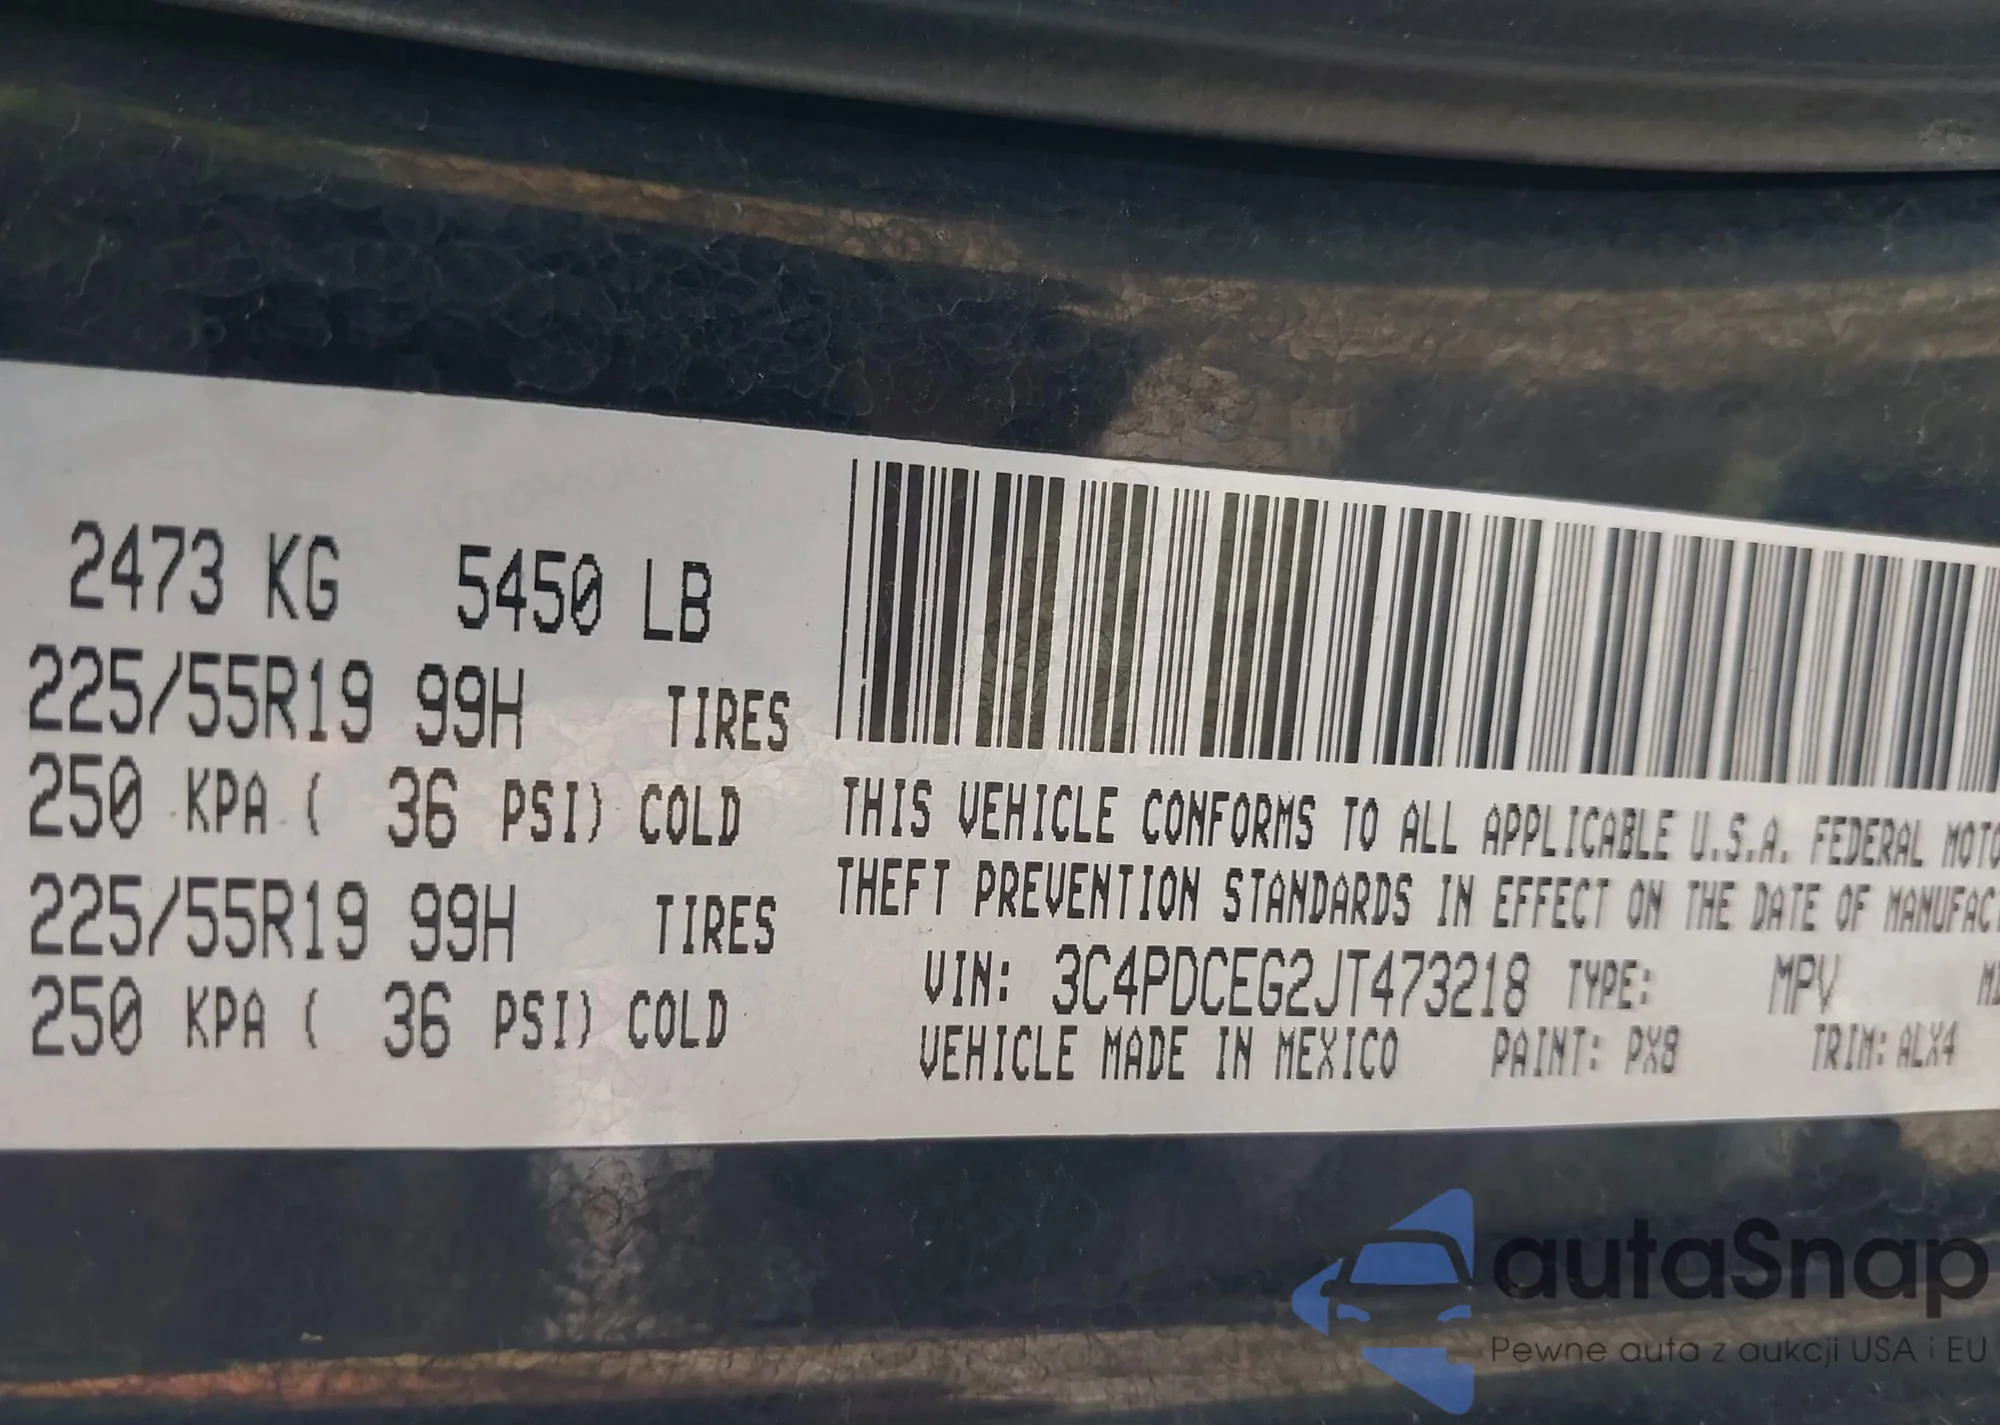 2473 KG 5450 LB
225/55R19 99H TIRES
250 KPA ( 36 PSI) COLD
225/55R19 99H TIRES
250 KPA ( 36 PSI) COLD
THIS VEHICLE CONFORMS TO ALL APPLICABLE U.S.A. FEDERAL MOTO
THEFT PREVENTION STANDARDS IN EFFECT ON THE DATE OF MANUFAC
VIN: 3C4PDCEG2JT473218 TYPE: MPV
VEHICLE MADE IN MEXICO PAINT: PX8 TRIM: ALX4
autaSnap
Pewne auta z aukcji USA i EU